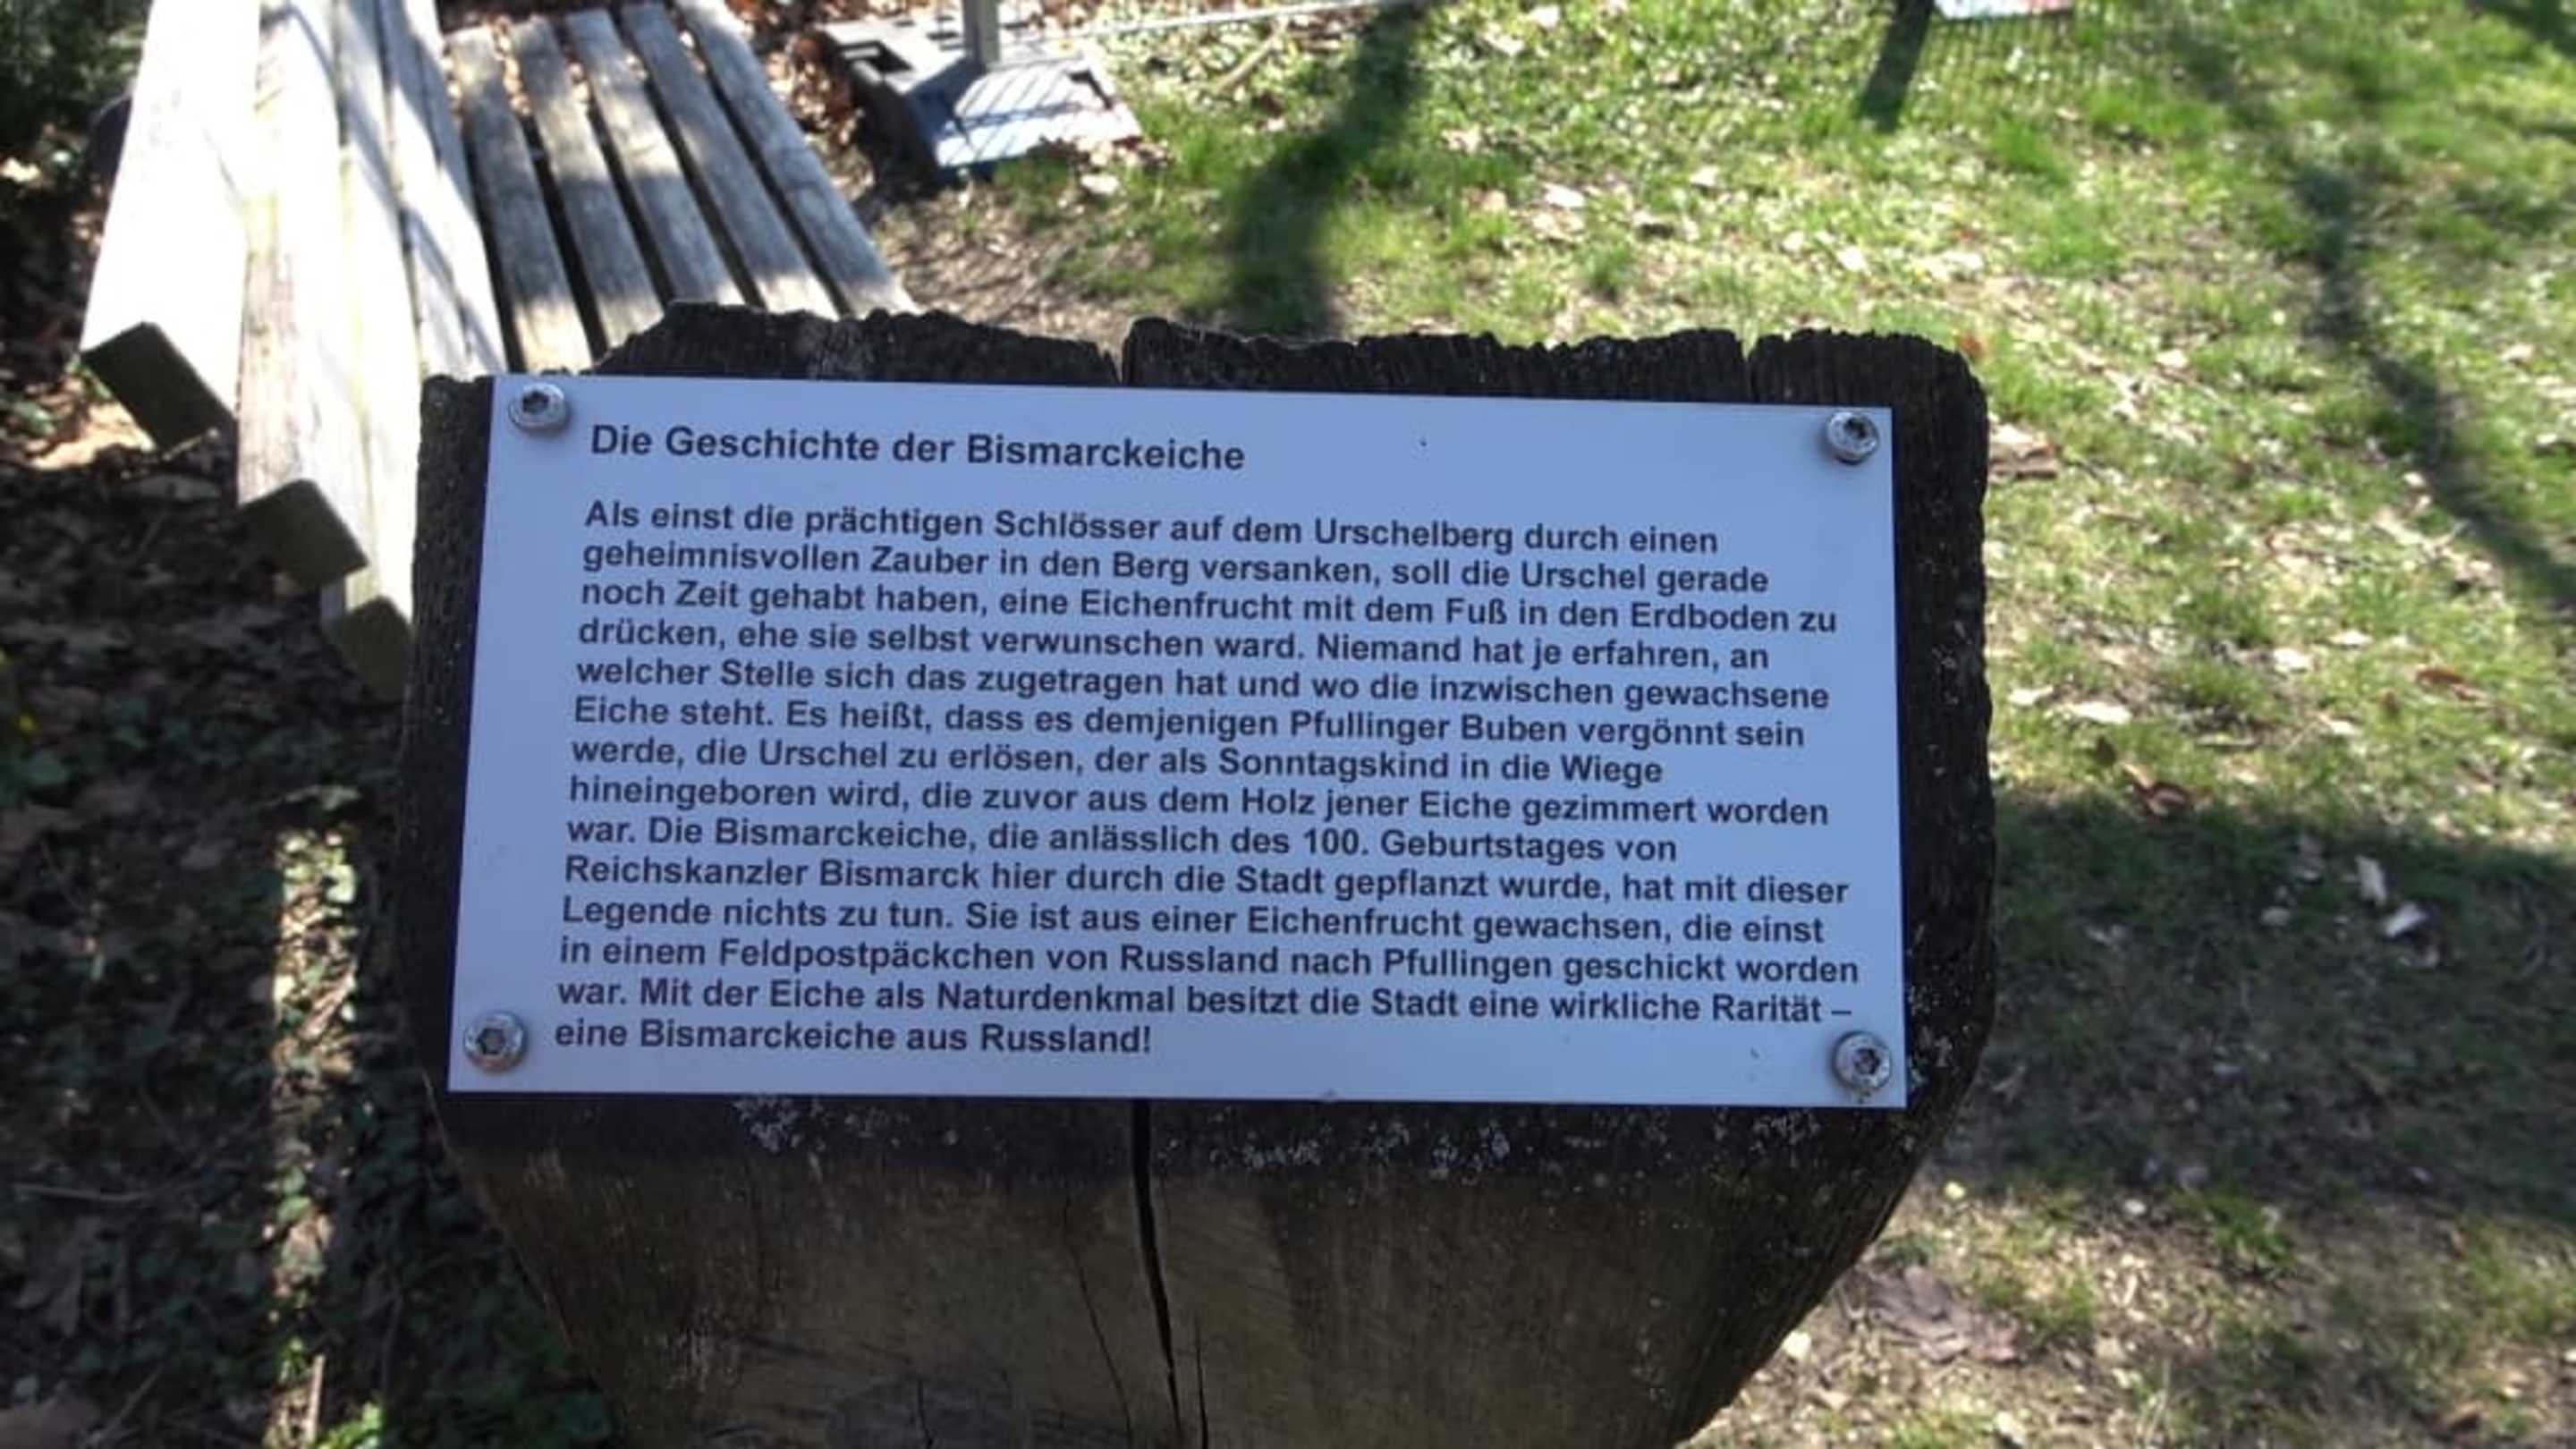 Die Geschichte der Bismarckeiche
Als einst die prächtigen Schlösser auf dem Urschelberg durch einen
geheimnisvollen Zauber in den Berg versanken, soll die Urschel gerade
noch Zeit gehabt haben, eine Eichenfrucht mit dem Fuß in den Erdboden zu
drücken, ehe sie selbst verwunschen ward. Niemand hat je erfahren, an
welcher Stelle sich das zugetragen hat und wo die inzwischen gewachsene
Eiche steht. Es heißt, dass es demjenigen Pfullinger Buben vergönnt sein
werde, die Urschel zu erlösen, der als Sonntagskind in die Wiege
hineingeboren wird, die zuvor aus dem Holz jener Eiche gezimmert worden
war. Die Bismarckeiche, die anlässlich des 100. Geburtstages von
Reichskanzler Bismarck hier durch die Stadt gepflanzt wurde, hat mit dieser
Legende nichts zu tun. Sie ist aus einer Eichenfrucht gewachsen, die einst
in einem Feldpostpäckchen von Russland nach Pfullingen geschickt worden
war. Mit der Eiche als Naturdenkmal besitzt die Stadt eine wirkliche Rarität –
eine Bismarckeiche aus Russland!